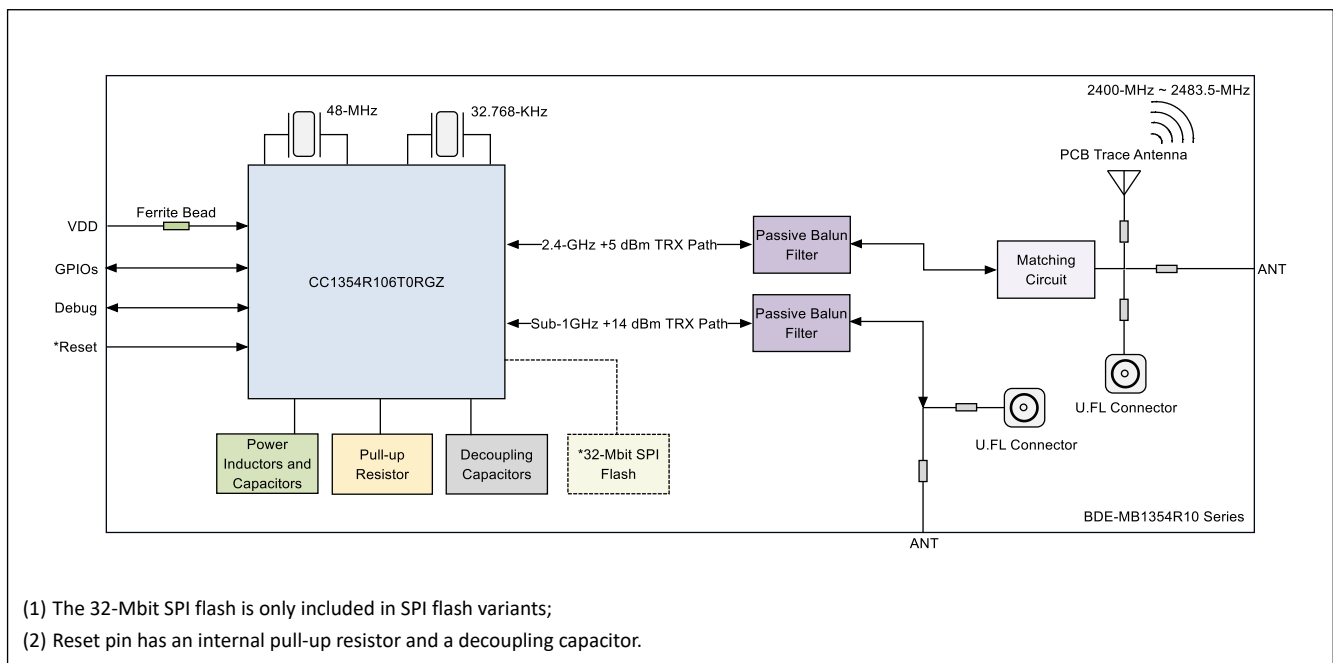 48-MHz
32.768-KHz
2400-MHz ~ 2483.5-MHz
PCB Trace Antenna
VDD
Ferrite Bead
GPIOs
Debug
*Reset
CC1354R106T0RGZ
2.4-GHz +5 dBm TRX Path
Passive Balun
Filter
Matching
Circuit
ANT
Sub-1GHz +14 dBm TRX Path
Passive Balun
Filter
U.FL Connector
U.FL Connector
Power
Inductors and
Capacitors
Pull-up
Resistor
Decoupling
Capacitors
*32-Mbit SPI
Flash
BDE-MB1354R10 Series
ANT
(1) The 32-Mbit SPI flash is only included in SPI flash variants;
(2) Reset pin has an internal pull-up resistor and a decoupling capacitor.